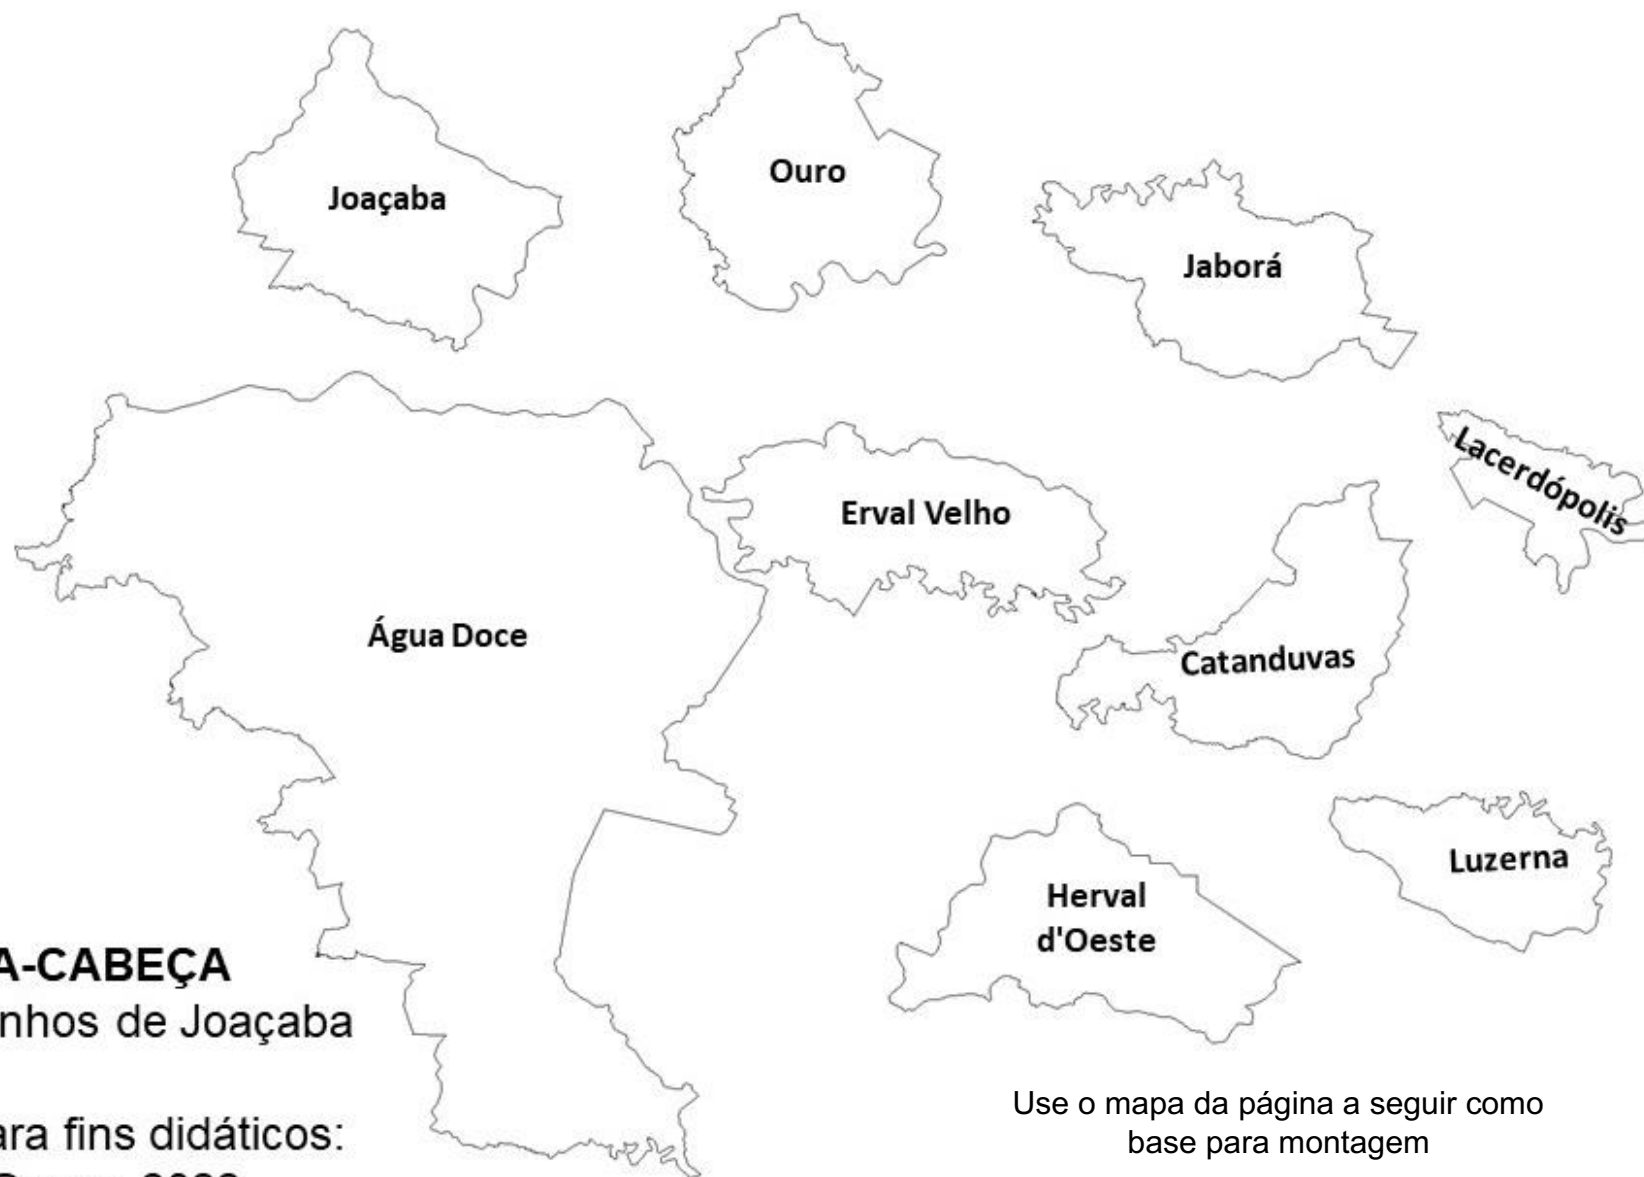 Joaçaba
Ouro
Jaborá
Lacerdópolis
Erval Velho
Água Doce
Catanduvas
Luzerna
Herval
d'Oeste
A-CABEÇA
nhos de Joaçaba
ara fins didáticos:
Use o mapa da página a seguir como
base para montagem